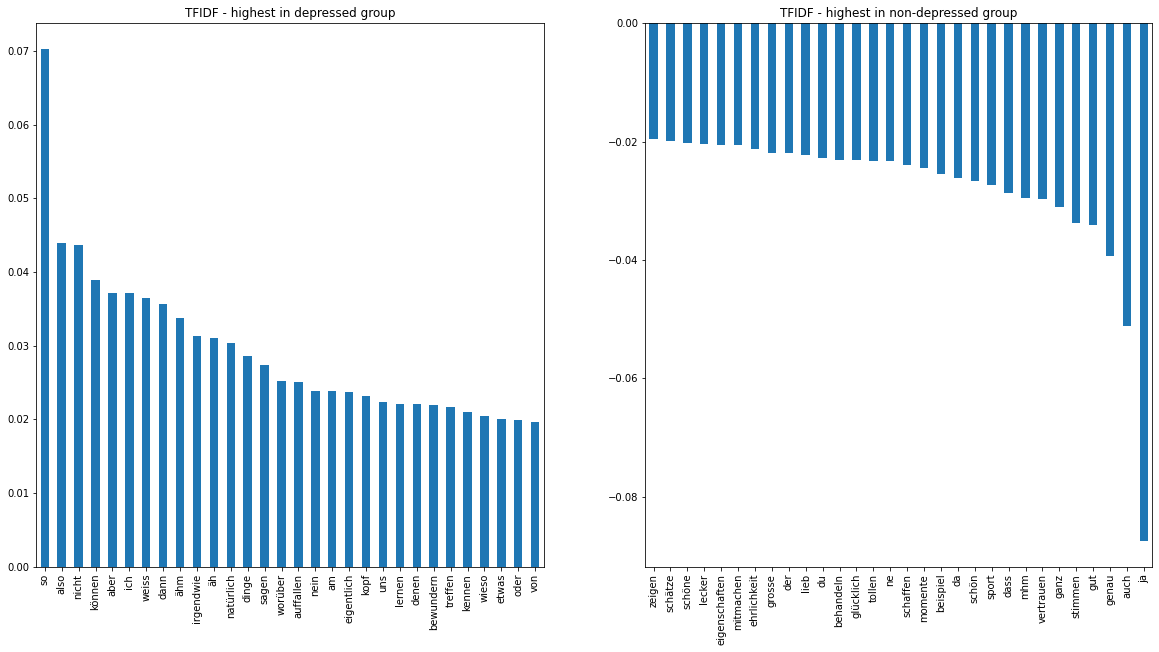 TFIDF - highest in depressed group
0.07
0.06
0.05
0.04
0.03
0.02
0.01
0.00
so
also
nicht
können
aber
ich
weiss
dann
ähm
irgendwie
äh
natürlich
dinge
sagen
worüber
auffallen
nein
am
eigentlich
kopf
uns
lernen
denen
bewundern
treffen
kennen
wieso
etwas
oder
von
TFIDF - highest in non-depressed group
0.00
−0.02
−0.04
−0.06
−0.08
zeigen
schätze
schöne
lecker
eigenschaften
mitmachen
ehrlichkeit
grosse
der
lieb
du
behandeln
glücklich
tollen
ne
schaffen
momente
beispiel
da
schön
sport
dass
mhm
vertrauen
ganz
stimmen
gut
genau
auch
ja